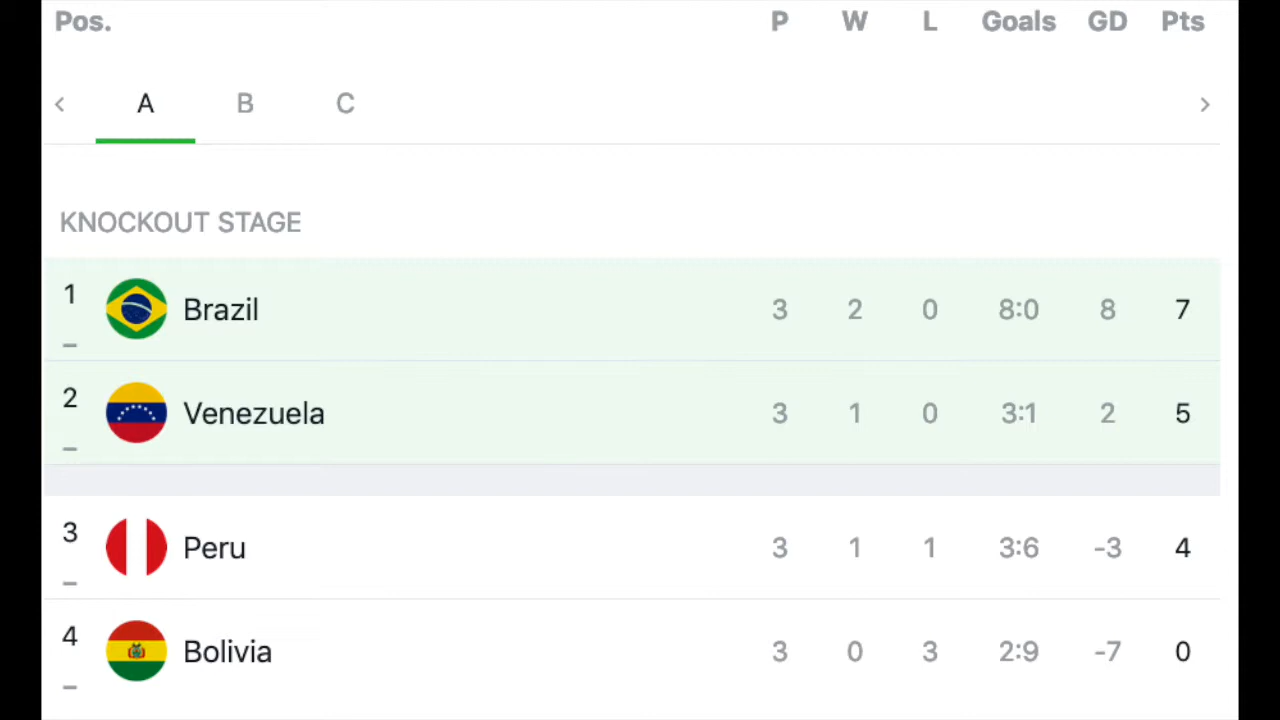 Pos. P W L Goals GD Pts
< A B C >
KNOCKOUT STAGE
1 Brazil 3 2 0 8:0 8 7
2 Venezuela 3 1 0 3:1 2 5
3 Peru 3 1 1 3:6 -3 4
4 Bolivia 3 0 3 2:9 -7 0